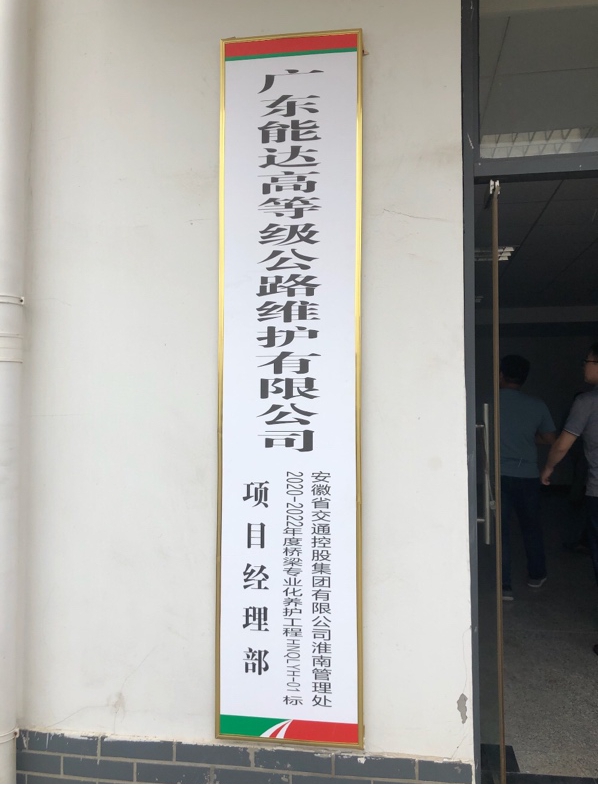 广东能达高等级公路维护有限公司
安徽省交通控股集团有限公司淮南管理处
2020-2022年度桥梁专业化养护工程HNQLYH-01标
项目经理部